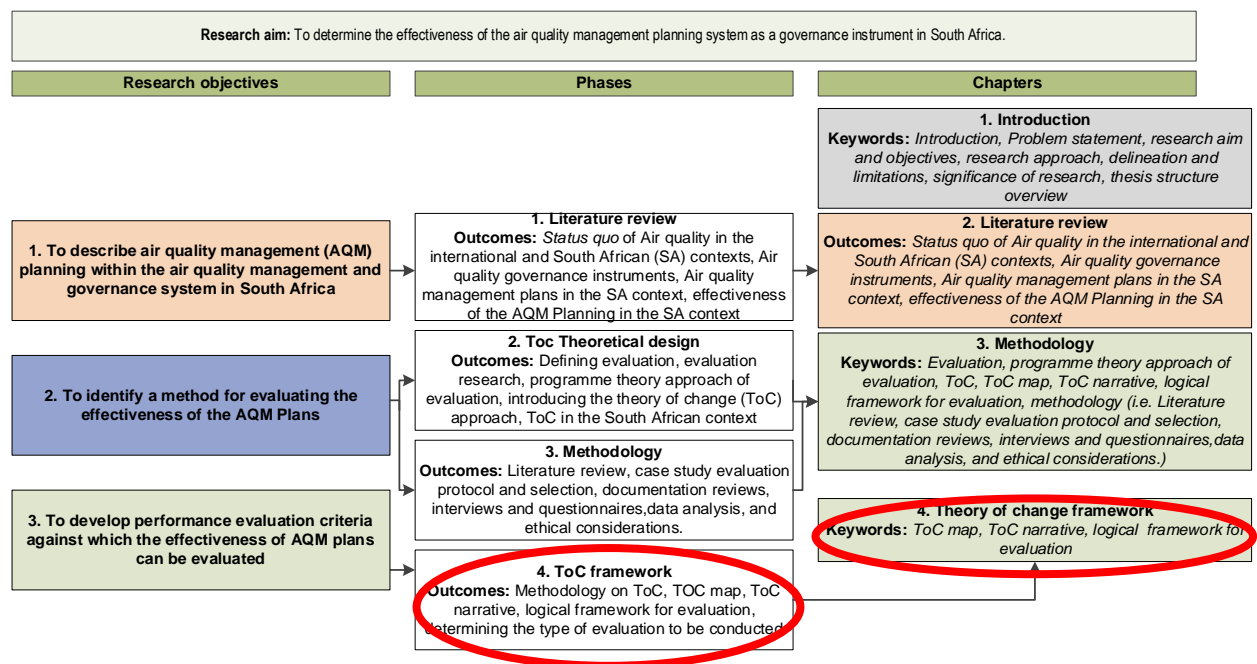 Research aim: To determine the effectiveness of the air quality management planning system as a governance instrument in South Africa.
Research objectives
Phases
Chapters
1. Introduction
Keywords: Introduction, Problem statement, research aim
and objectives, research approach, delineation and
limitations, significance of research, thesis structure
overview
1. To describe air quality management (AQM)
planning within the air quality management and
governance system in South Africa
1. Literature review
Outcomes: Status quo of Air quality in the
international and South African (SA) contexts, Air
quality governance instruments, Air quality
management plans in the SA context, effectiveness
of the AQM Planning in the SA context
2. Literature review
Outcomes: Status quo of Air quality in the international and
South African (SA) contexts, Air quality governance
instruments, Air quality management plans in the SA
context, effectiveness of the AQM Planning in the SA
context
2. To identify a method for evaluating the
effectiveness of the AQM Plans
2. Toc Theoretical design
Outcomes: Defining evaluation, evaluation
research, programme theory approach of
evaluation, introducing the theory of change (ToC)
approach, ToC in the South African context
3. Methodology
Outcomes: Literature review, case study evaluation
protocol and selection, documentation reviews,
interviews and questionnaires,data analysis, and
ethical considerations.
3. Methodology
Keywords: Evaluation, programme theory approach of
evaluation, ToC, ToC map, ToC narrative, logical
framework for evaluation, methodology (i.e. Literature
review, case study evaluation protocol and selection,
documentation reviews, interviews and questionnaires,data
analysis, and ethical considerations.)
3. To develop performance evaluation criteria
against which the effectiveness of AQM plans
can be evaluated
4. ToC framework
Outcomes: Methodology on ToC, TOC map, ToC
narrative, logical framework for evaluation,
determining the type of evaluation to be conducted
4. Theory of change framework
Keywords: ToC map, ToC narrative, logical framework for
evaluation